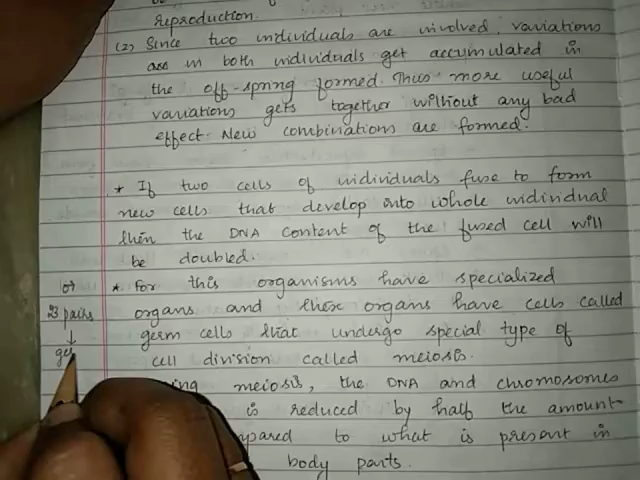 reproduction.
(2) Since two individuals are involved, variations
are in both individuals get accumulated in
the off-spring formed. Thus more useful
variations gets together without any bad
effect. New combinations are formed.
* If two cells of individuals fuse to form
new cells that develop into whole individual
then the DNA content of the fused cell will
be doubled.
* For this organisms have specialized
organs and these organs have cells called
germ cells that undergo special type of
cell division called meiosis.
meiosis, the DNA and chromosomes
is reduced by half the amount
to what is present in
body parts.
or
23 pairs
↓
ge